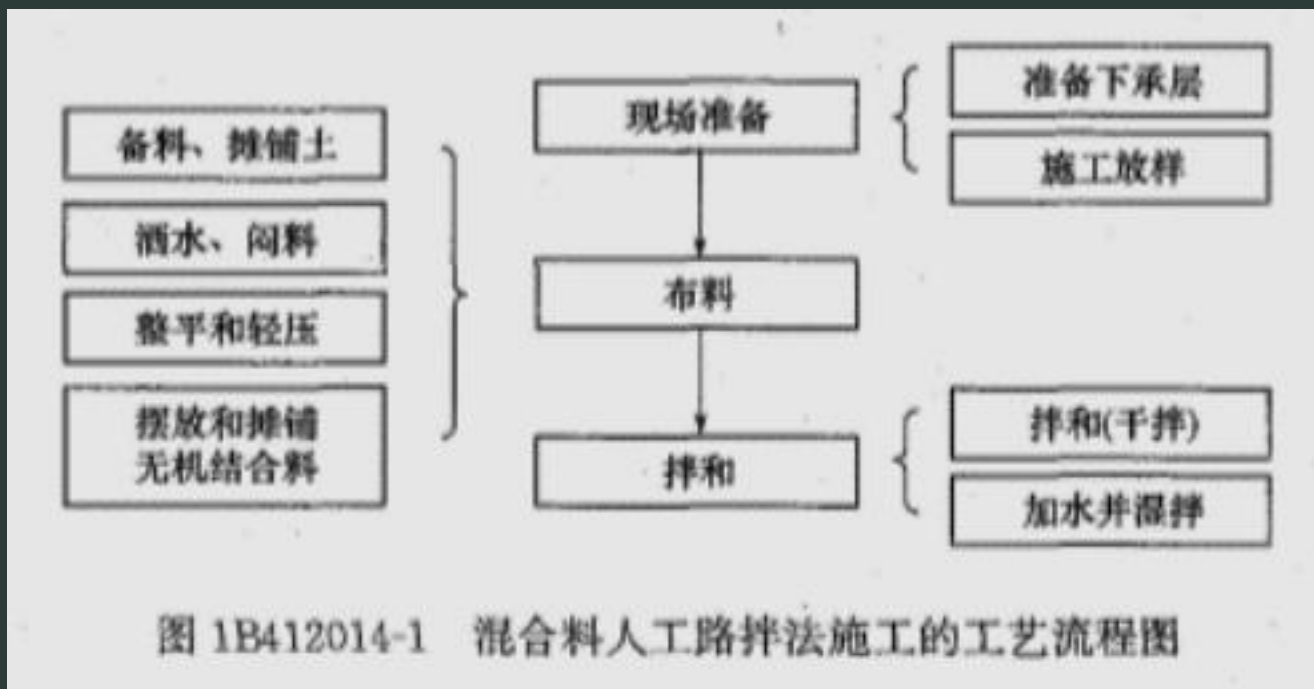 现场准备
准备下承层
施工放样
备料、摊铺土
洒水、闷料
整平和轻压
摆放和摊铺
无机结合料
布料
拌和
拌和(干拌)
加水并湿拌
图 1B412014-1 混合料人工路拌法施工的工艺流程图